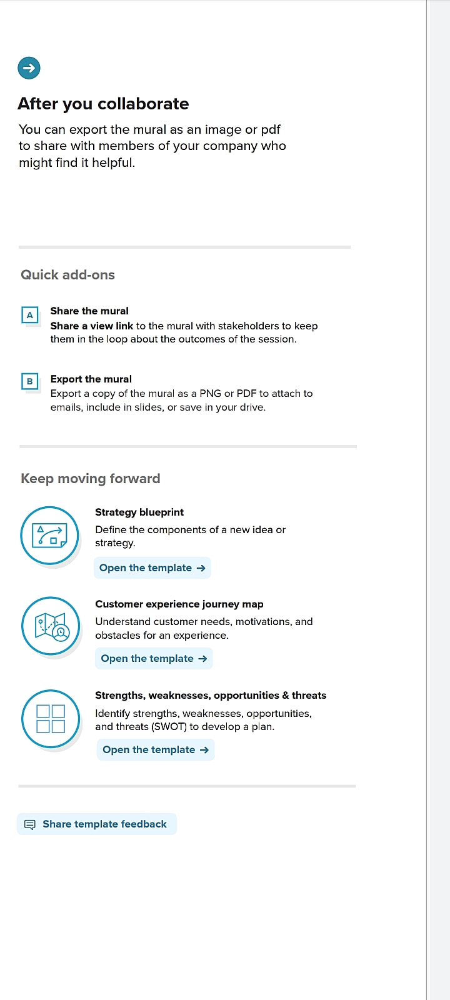 After you collaborate
You can export the mural as an image or pdf
to share with members of your company who
might find it helpful.
Quick add-ons
A
Share the mural
Share a view link to the mural with stakeholders to keep
them in the loop about the outcomes of the session.
B
Export the mural
Export a copy of the mural as a PNG or PDF to attach to
emails, include in slides, or save in your drive.
Keep moving forward
Strategy blueprint
Define the components of a new idea or
strategy.
Open the template →
Customer experience journey map
Understand customer needs, motivations, and
obstacles for an experience.
Open the template →
Strengths, weaknesses, opportunities & threats
Identify strengths, weaknesses, opportunities,
and threats (SWOT) to develop a plan.
Open the template →
Share template feedback